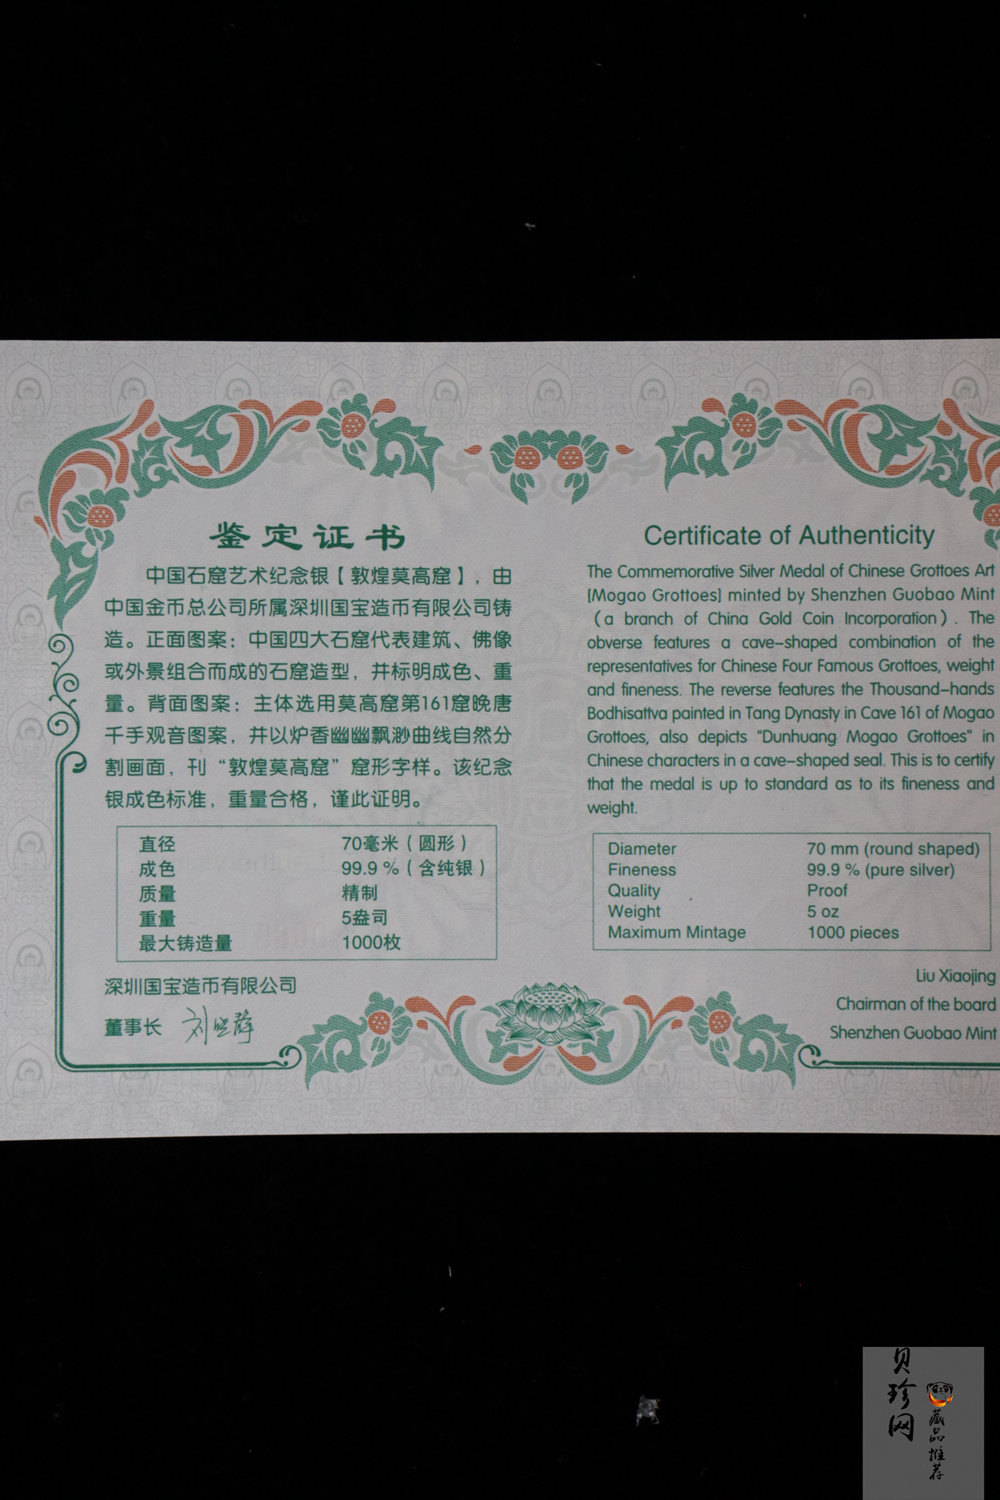 鉴定证书
中国石窟艺术纪念银【敦煌莫高窟】，由
中国金币总公司所属深圳国宝造币有限公司铸
造。正面图案：中国四大石窟代表建筑、佛像
或外景组合而成的石窟造型，并标明成色、重
量。背面图案：主体选用莫高窟第161窟晚唐
千手观音图案，并以炉香幽幽飘渺曲线自然分
割画面，刊“敦煌莫高窟”窟形字样。该纪念
银成色标准，重量合格，谨此证明。
直径 70毫米（圆形）
成色 99.9 %（含纯银）
质量 精制
重量 5盎司
最大铸造量 1000枚
深圳国宝造币有限公司
董事长
Certificate of Authenticity
The Commemorative Silver Medal of Chinese Grottoes Art
[Mogao Grottoes] minted by Shenzhen Guobao Mint
（a branch of China Gold Coin Incorporation）. The
obverse features a cave-shaped combination of the
representatives for Chinese Four Famous Grottoes, weight
and fineness. The reverse features the Thousand-hands
Bodhisattva painted in Tang Dynasty in Cave 161 of Mogao
Grottoes, also depicts "Dunhuang Mogao Grottoes" in
Chinese characters in a cave-shaped seal. This is to certify
that the medal is up to standard as to its fineness and
weight.
Diameter 70 mm (round shaped)
Fineness 99.9 % (pure silver)
Quality Proof
Weight 5 oz
Maximum Mintage 1000 pieces
Liu Xiaojing
Chairman of the board
Shenzhen Guobao Mint
贝珍网
藏品推荐